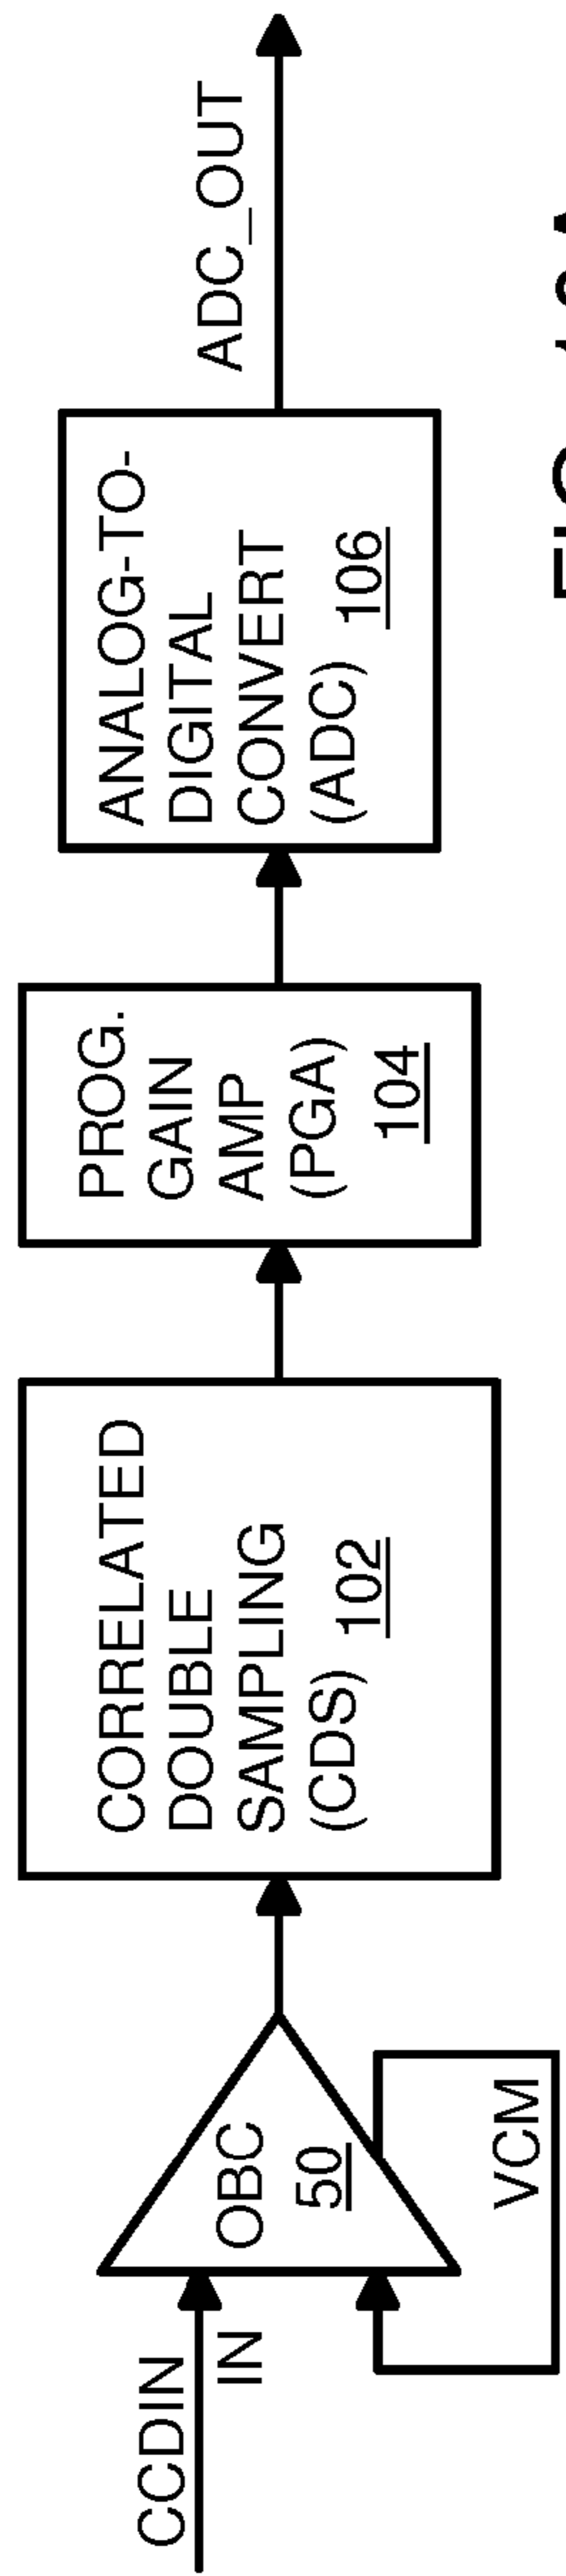 CCDIN
IN
OBC
50
VCM
CORRELATED
DOUBLE
SAMPLING
(CDS) 102
PROG.
GAIN
AMP
(PGA)
104
ANALOG-TO-
DIGITAL
CONVERT
(ADC) 106
ADC_OUT